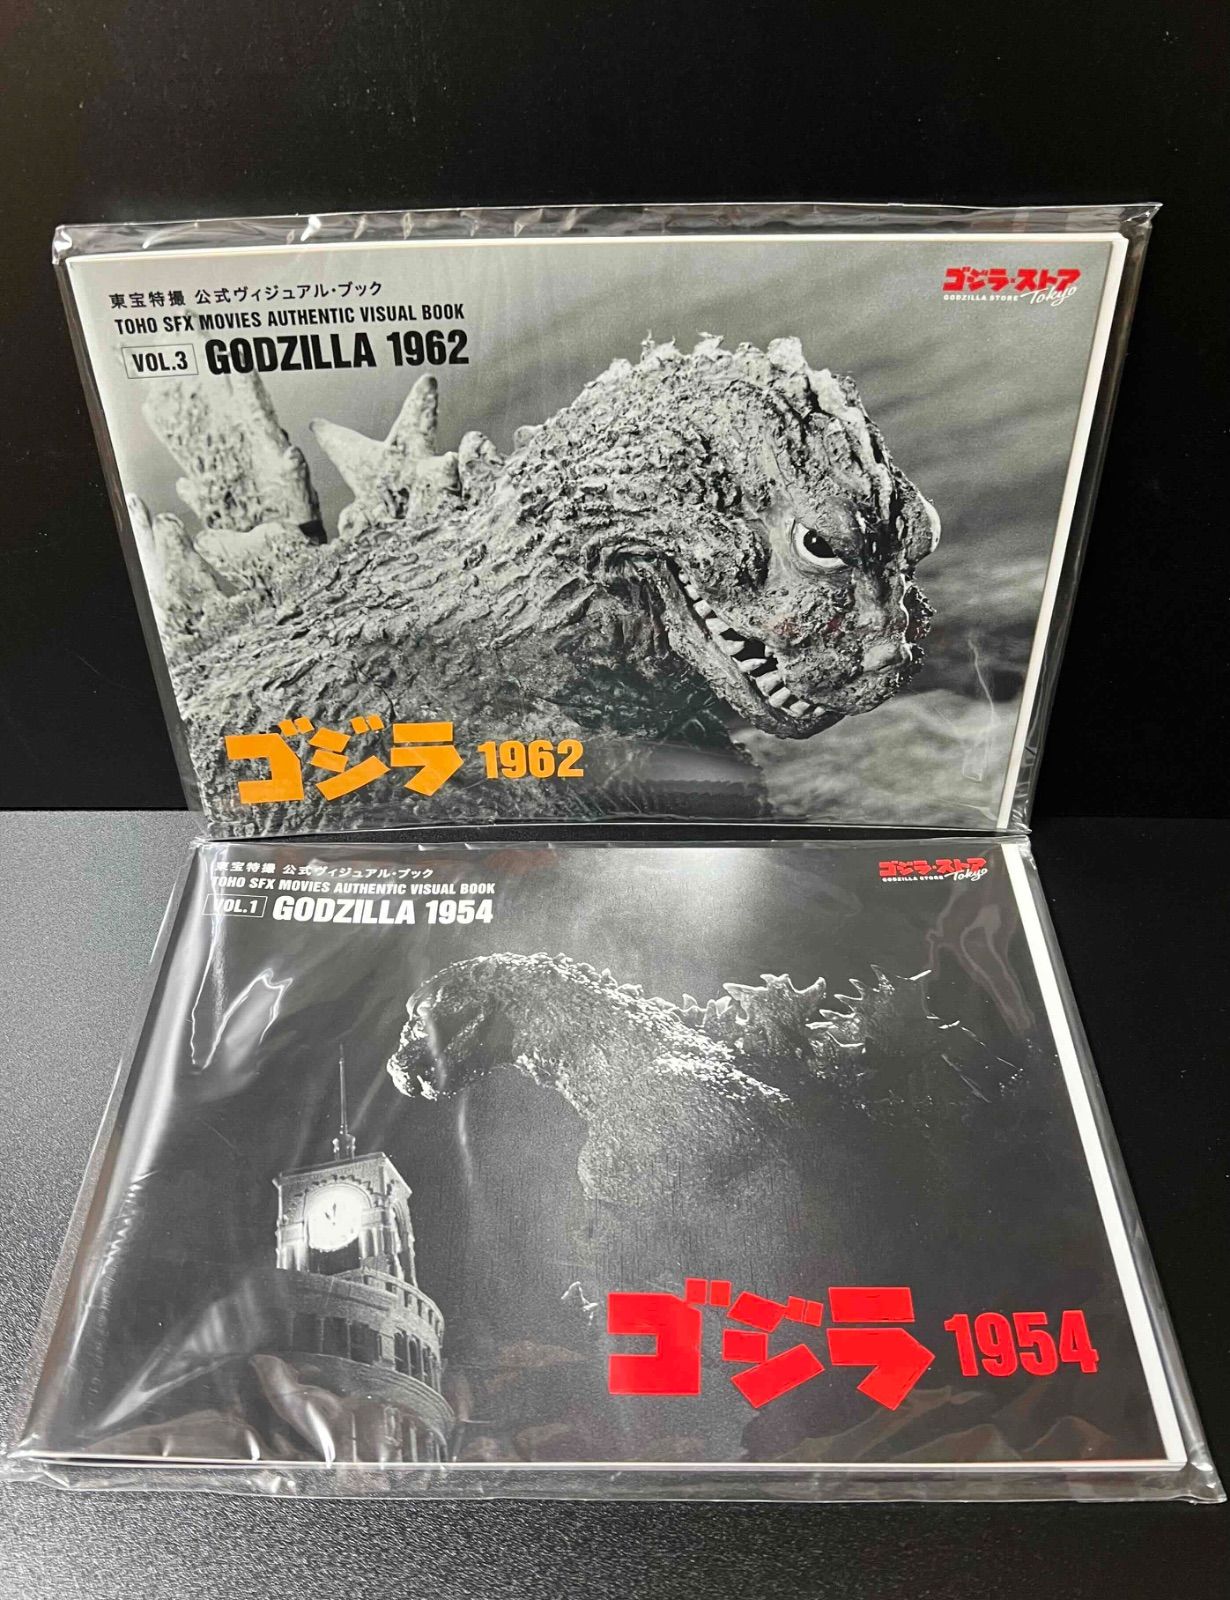 東宝特撮 公式ヴィジュアル・ブック
TOHO SFX MOVIES AUTHENTIC VISUAL BOOK
VOL.3 GODZILLA 1962
ゴジラ・ストア
GODZILLA STORE Tokyo
ゴジラ 1962
東宝特撮 公式ヴィジュアル・ブック
TOHO SFX MOVIES AUTHENTIC VISUAL BOOK
VOL.1 GODZILLA 1954
ゴジラ・ストア
GODZILLA STORE Tokyo
ゴジラ 1954